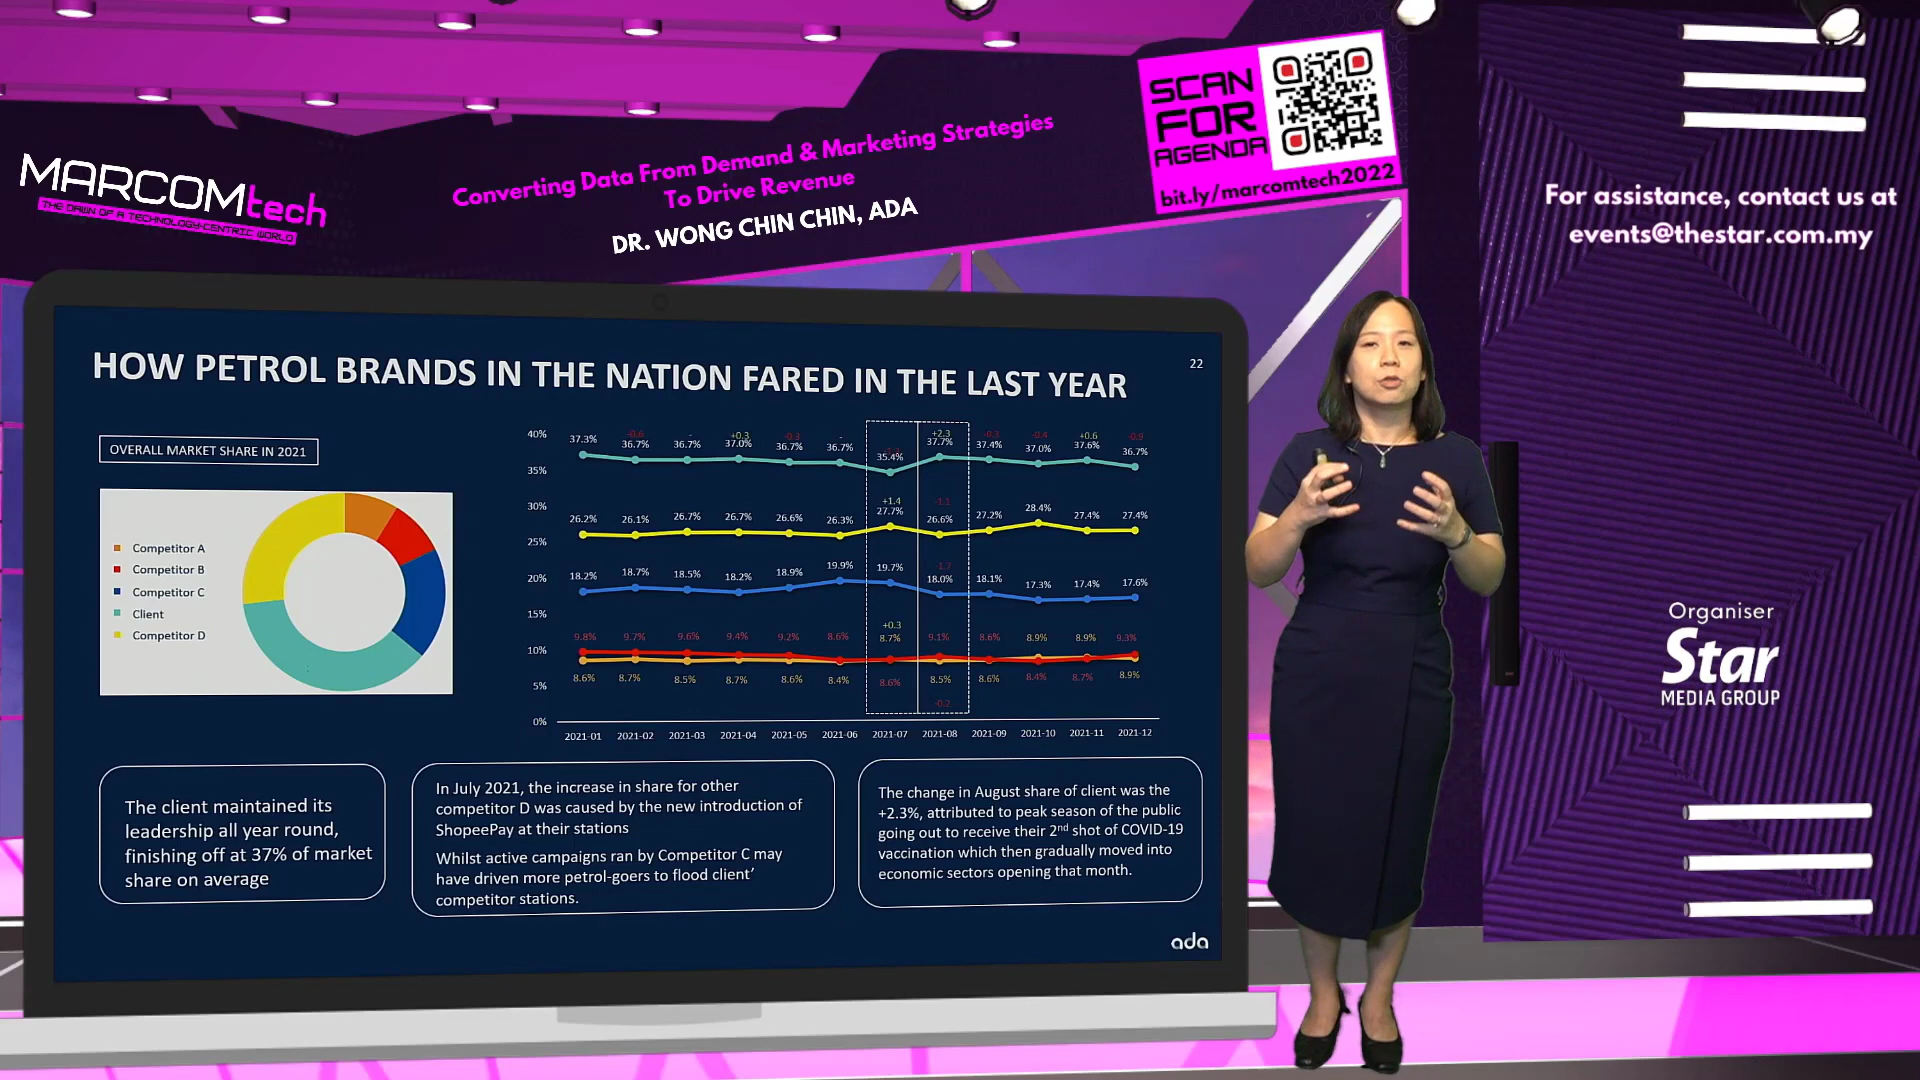 MARCOMtech
THE DAWN OF A TECHNOLOGY-CENTRIC WORLD
Converting Data From Demand & Marketing Strategies
To Drive Revenue
DR. WONG CHIN CHIN, ADA
SCAN
FOR
AGENDA
bit.ly/marcomtech2022
For assistance, contact us at
events@thestar.com.my
HOW PETROL BRANDS IN THE NATION FARED IN THE LAST YEAR
22
OVERALL MARKET SHARE IN 2021
Competitor A
Competitor B
Competitor C
Client
Competitor D
40%
35%
30%
25%
20%
15%
10%
5%
0%
-0.6 +0.3 -0.3 +2.3 -0.3 -0.4 +0.6 -0.9
37.3% 36.7% 36.7% 37.0% 36.7% 36.7% 35.4% 37.7% 37.4% 37.0% 37.6% 36.7%
+1.4 -1.1
26.2% 26.1% 26.7% 26.7% 26.6% 26.3% 27.7% 26.6% 27.2% 28.4% 27.4% 27.4%
-1.7
18.2% 18.7% 18.5% 18.2% 18.9% 19.9% 19.7% 18.0% 18.1% 17.3% 17.4% 17.6%
+0.3
9.8% 9.7% 9.6% 9.4% 9.2% 8.6% 8.7% 9.1% 8.6% 8.9% 8.9% 9.3%
8.6% 8.7% 8.5% 8.7% 8.6% 8.4% 8.6% 8.5% 8.6% 8.4% 8.7% 8.9%
-0.2
2021-01 2021-02 2021-03 2021-04 2021-05 2021-06 2021-07 2021-08 2021-09 2021-10 2021-11 2021-12
The client maintained its
leadership all year round,
finishing off at 37% of market
share on average
In July 2021, the increase in share for other
competitor D was caused by the new introduction of
ShopeePay at their stations
Whilst active campaigns ran by Competitor C may
have driven more petrol-goers to flood client'
competitor stations.
The change in August share of client was the
+2.3%, attributed to peak season of the public
going out to receive their 2nd shot of COVID-19
vaccination which then gradually moved into
economic sectors opening that month.
ada
Organiser
Star
MEDIA GROUP